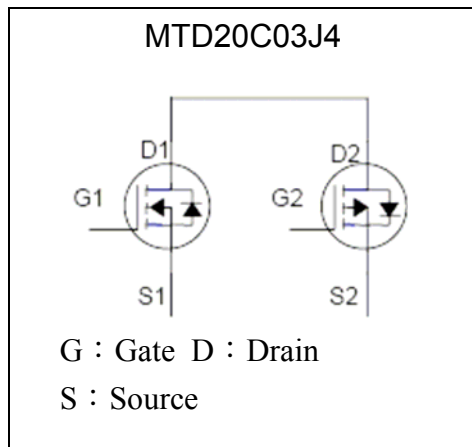 MTD20C03J4
D1 D2
G1 G2
S1 S2
G：Gate D：Drain
S：Source